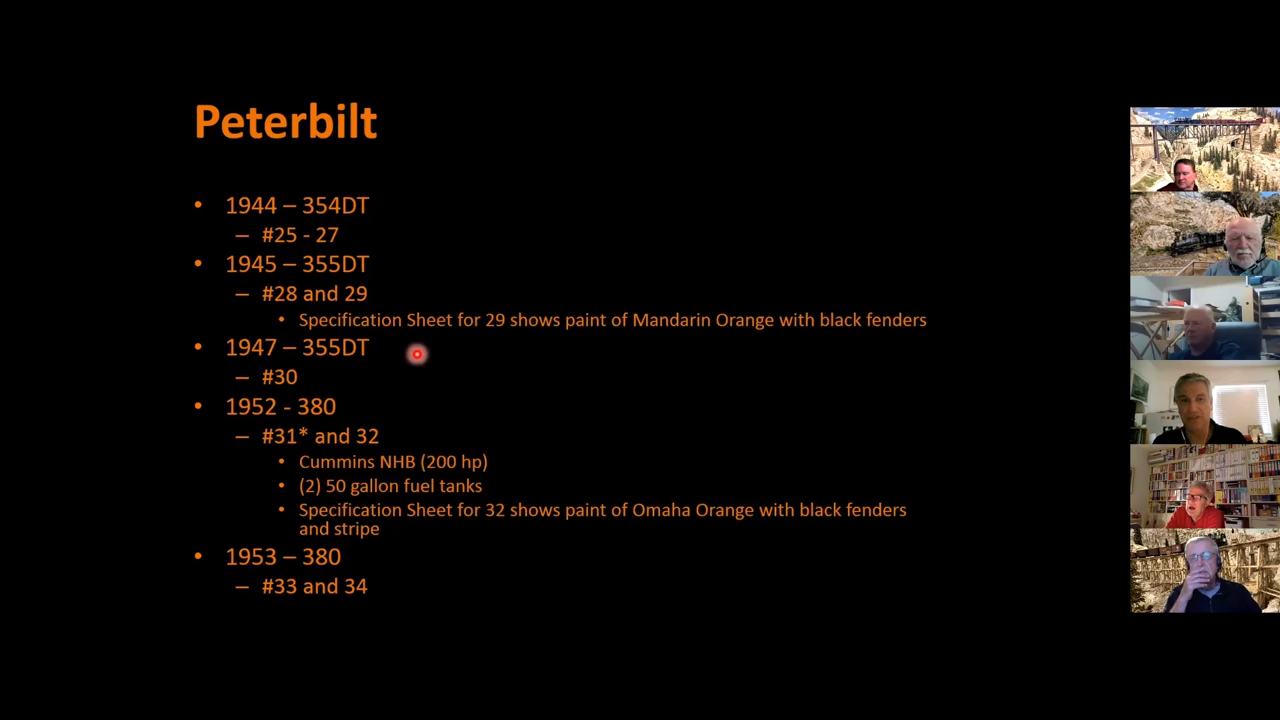 Peterbilt
• 1944 – 354DT
– #25 - 27
• 1945 – 355DT
– #28 and 29
• Specification Sheet for 29 shows paint of Mandarin Orange with black fenders
• 1947 – 355DT
– #30
• 1952 - 380
– #31* and 32
• Cummins NHB (200 hp)
• (2) 50 gallon fuel tanks
• Specification Sheet for 32 shows paint of Omaha Orange with black fenders
and stripe
• 1953 – 380
– #33 and 34